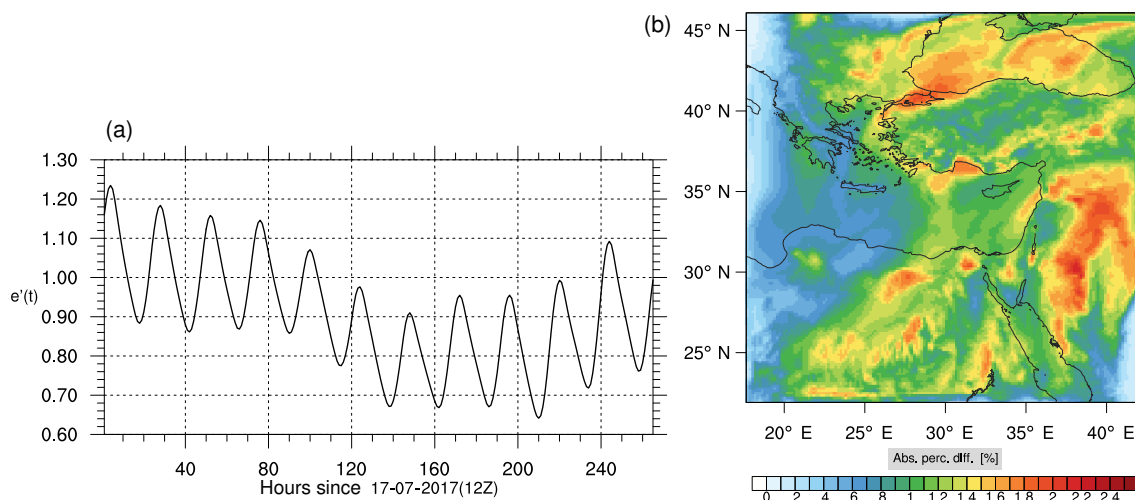 (a)
1.30
1.20
1.10
1.00
0.90
0.80
0.70
0.60
e'(t)
40 80 120 160 200 240
Hours since 17-07-2017(12Z)
(b)
45° N
40° N
35° N
30° N
25° N
20° E 25° E 30° E 35° E 40° E
Abs. perc. diff. [%]
0 .2 .4 .6 .8 1 1.2 1.4 1.6 1.8 2 2.2 2.4